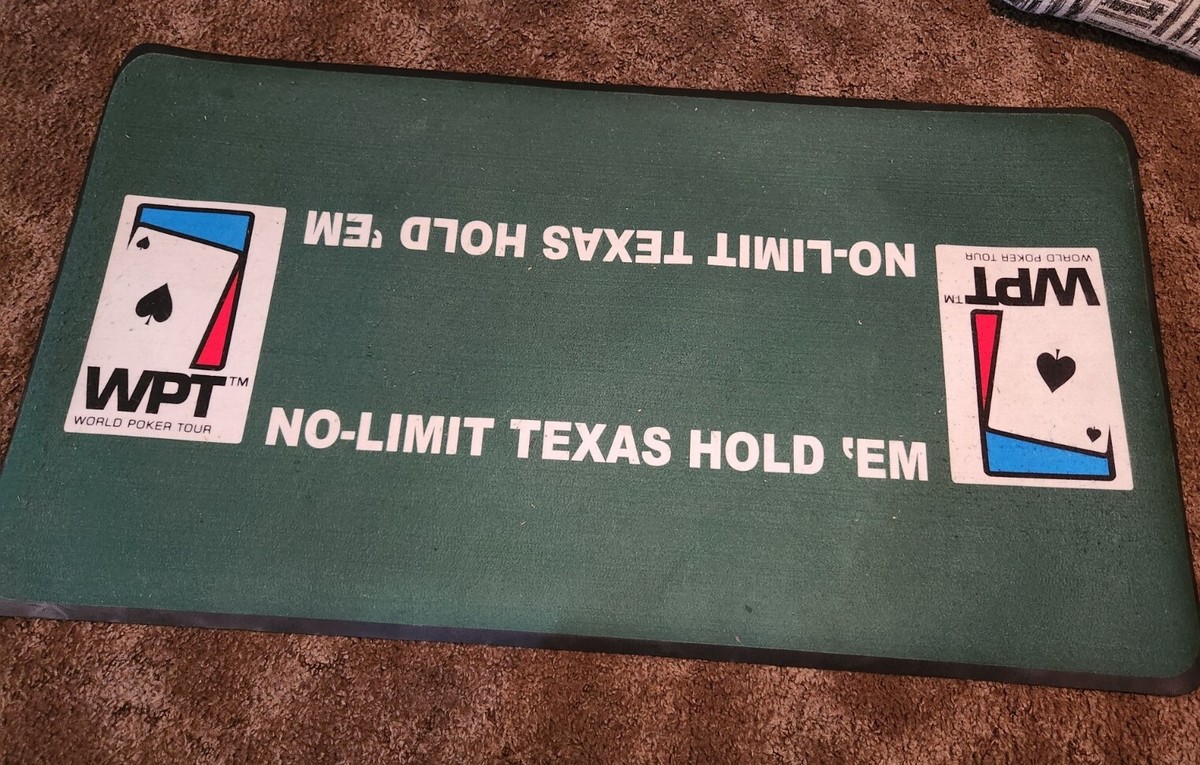 NO-LIMIT TEXAS HOLD 'EM
WORLD POKER TOUR
WPT™
WPT™
WORLD POKER TOUR
NO-LIMIT TEXAS HOLD 'EM